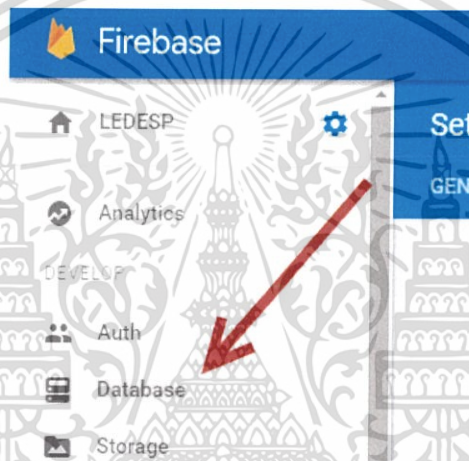 Firebase
LEDESP
Set
GEN
Analytics
DEVELOP
Auth
Database
Storage